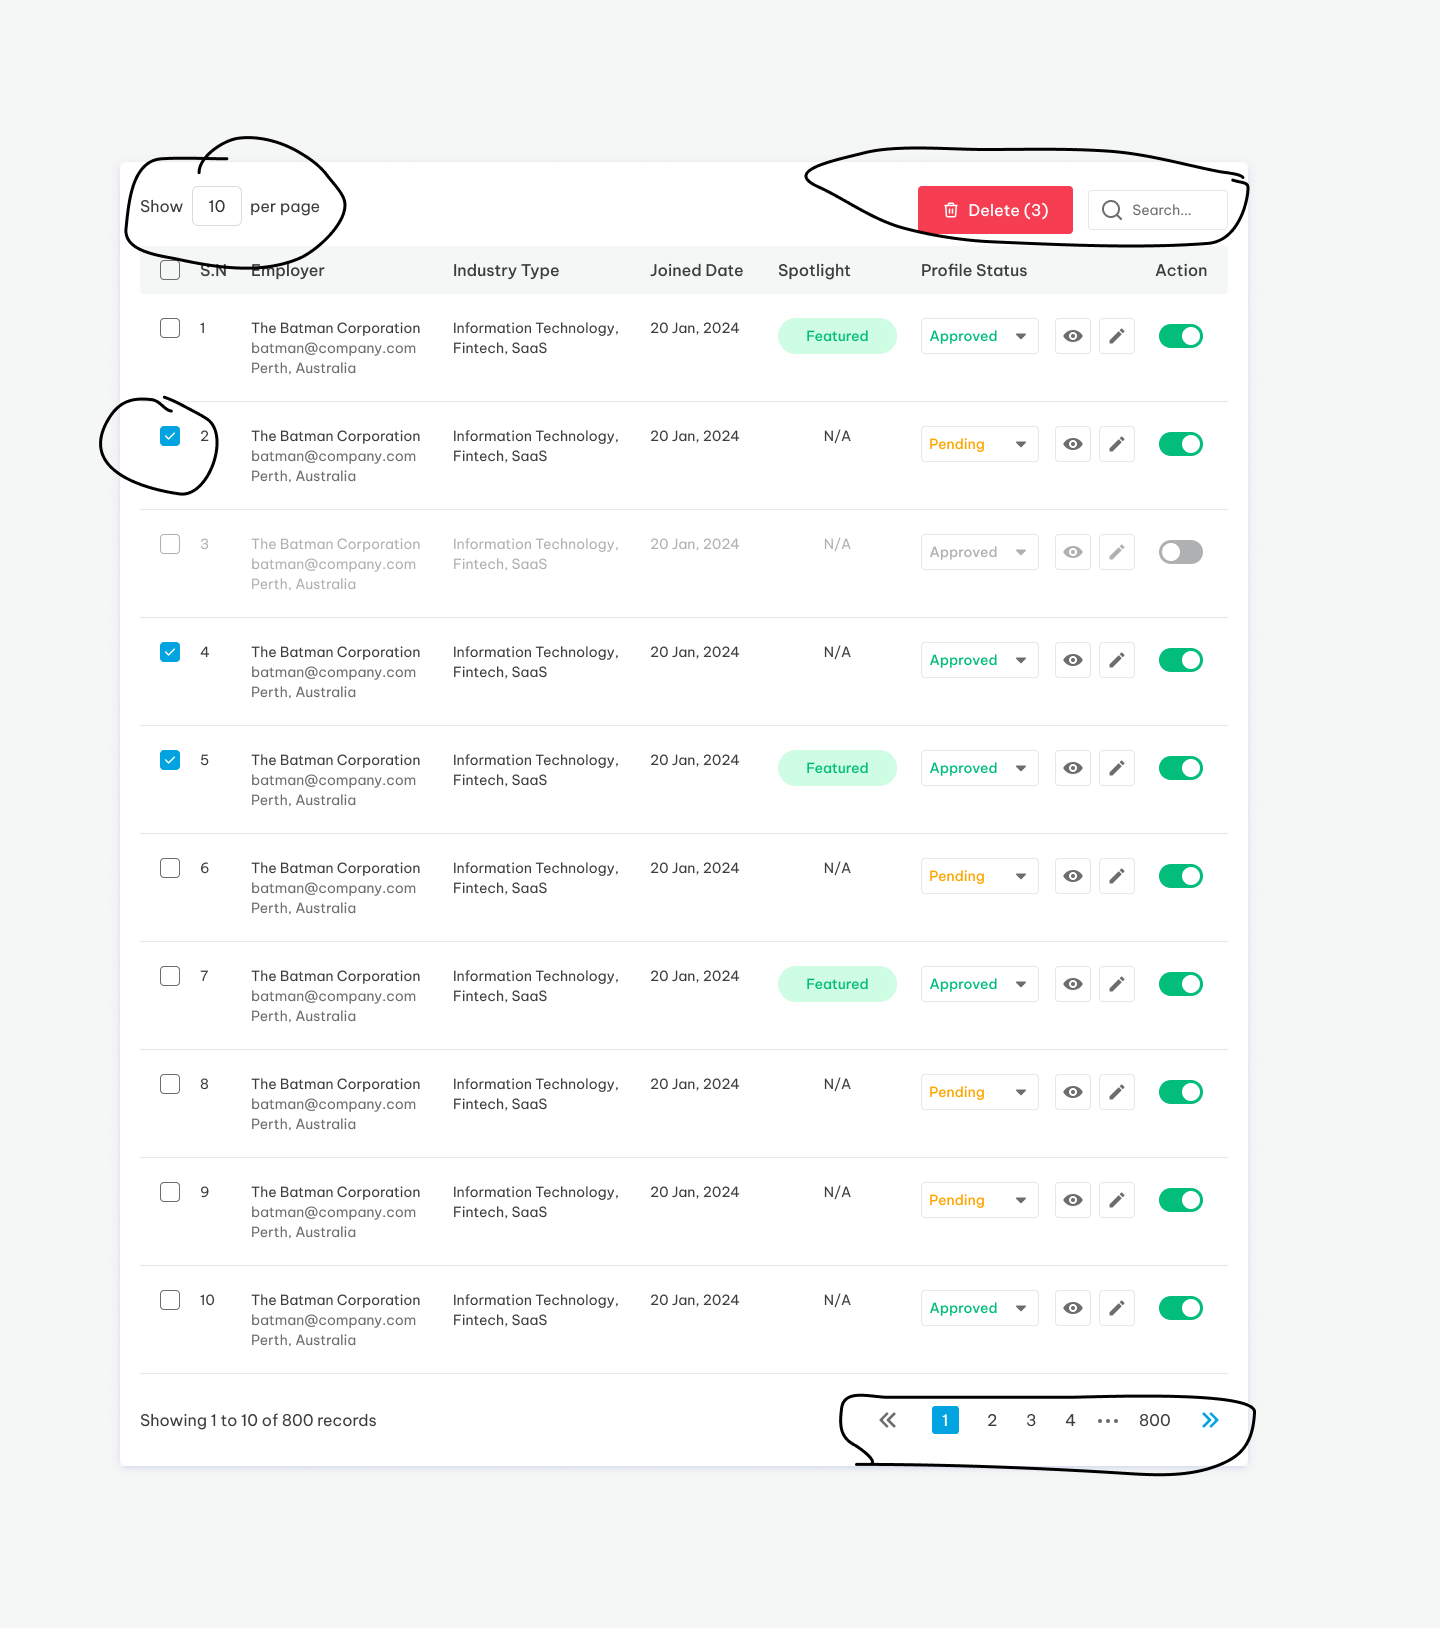 Show 10 per page Delete (3) Search...
S.N Employer Industry Type Joined Date Spotlight Profile Status Action
1 The Batman Corporation Information Technology, 20 Jan, 2024 Featured Approved
batman@company.com Fintech, SaaS
Perth, Australia
2 The Batman Corporation Information Technology, 20 Jan, 2024 N/A Pending
batman@company.com Fintech, SaaS
Perth, Australia
3 The Batman Corporation Information Technology, 20 Jan, 2024 N/A Approved
batman@company.com Fintech, SaaS
Perth, Australia
4 The Batman Corporation Information Technology, 20 Jan, 2024 N/A Approved
batman@company.com Fintech, SaaS
Perth, Australia
5 The Batman Corporation Information Technology, 20 Jan, 2024 Featured Approved
batman@company.com Fintech, SaaS
Perth, Australia
6 The Batman Corporation Information Technology, 20 Jan, 2024 N/A Pending
batman@company.com Fintech, SaaS
Perth, Australia
7 The Batman Corporation Information Technology, 20 Jan, 2024 Featured Approved
batman@company.com Fintech, SaaS
Perth, Australia
8 The Batman Corporation Information Technology, 20 Jan, 2024 N/A Pending
batman@company.com Fintech, SaaS
Perth, Australia
9 The Batman Corporation Information Technology, 20 Jan, 2024 N/A Pending
batman@company.com Fintech, SaaS
Perth, Australia
10 The Batman Corporation Information Technology, 20 Jan, 2024 N/A Approved
batman@company.com Fintech, SaaS
Perth, Australia
Showing 1 to 10 of 800 records 1 2 3 4 ••• 800